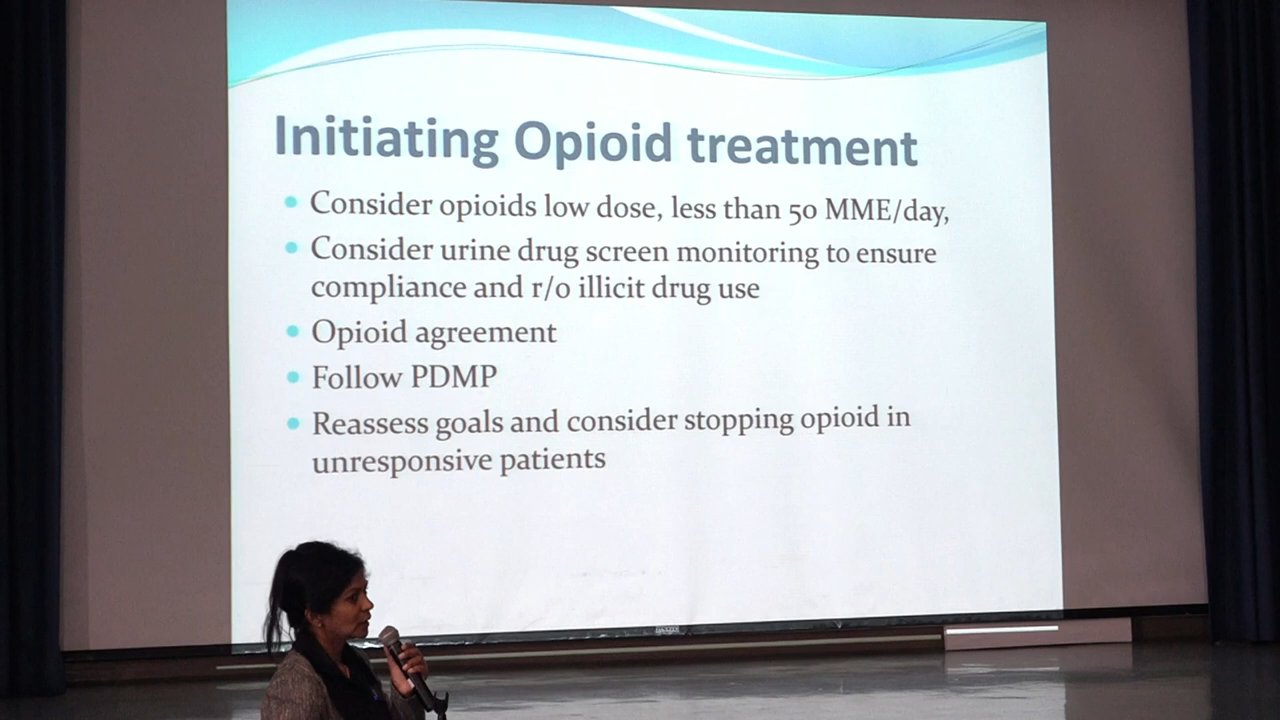 Initiating Opioid treatment
Consider opioids low dose, less than 50 MME/day,
Consider urine drug screen monitoring to ensure
compliance and r/o illicit drug use
Opioid agreement
Follow PDMP
Reassess goals and consider stopping opioid in
unresponsive patients